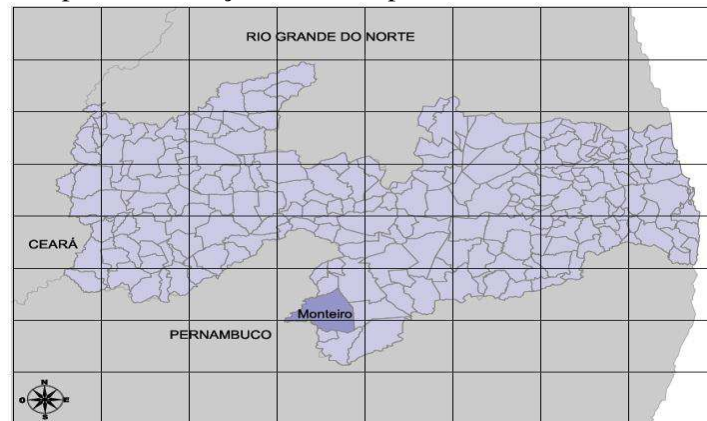 RIO GRANDE DO NORTE
CEARÁ
Monteiro
PERNAMBUCO
N
O E
S